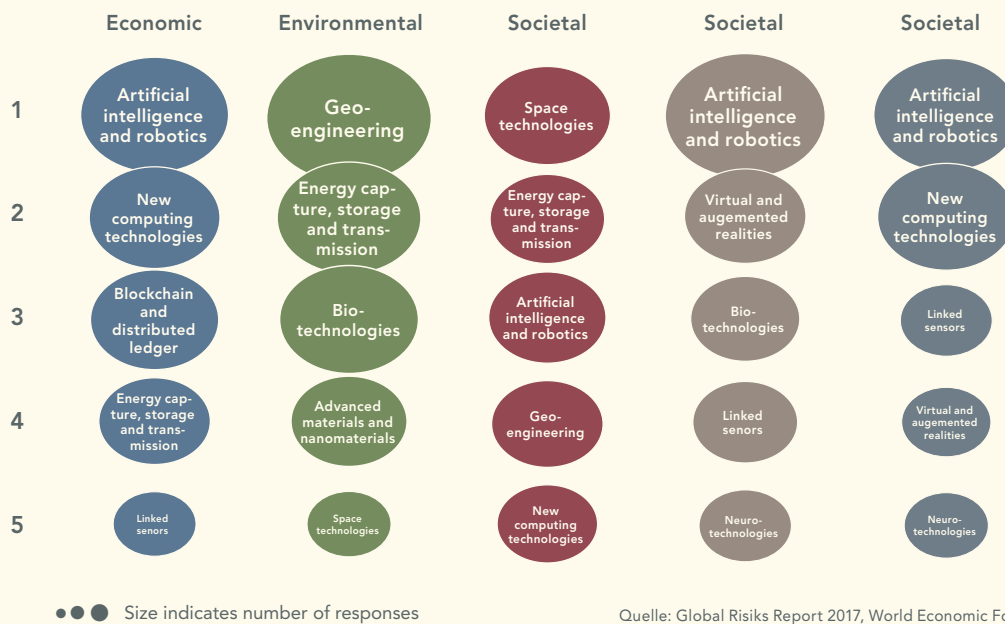 Economic
Environmental
Societal
Societal
Societal
1
Artificial
intelligence
and robotics
Geo-
engineering
Space
technologies
Artificial
intelligence
and robotics
Artificial
intelligence
and robotics
2
New
computing
technologies
Energy cap-
ture, storage
and trans-
mission
Energy cap-
ture, storage
and trans-
mission
Virtual and
augmented
realities
New
computing
technologies
3
Blockchain
and
distributed
ledger
Bio-
technologies
Artificial
intelligence
and robotics
Bio-
technologies
Linked
sensors
4
Energy cap-
ture, storage
and trans-
mission
Advanced
materials and
nanomaterials
Geo-
engineering
Linked
senors
Virtual and
augmented
realities
5
Linked
senors
Space
technologies
New
computing
technologies
Neuro-
technologies
Neuro-
technologies
Size indicates number of responses
Quelle: Global Risiks Report 2017, World Economic Fo